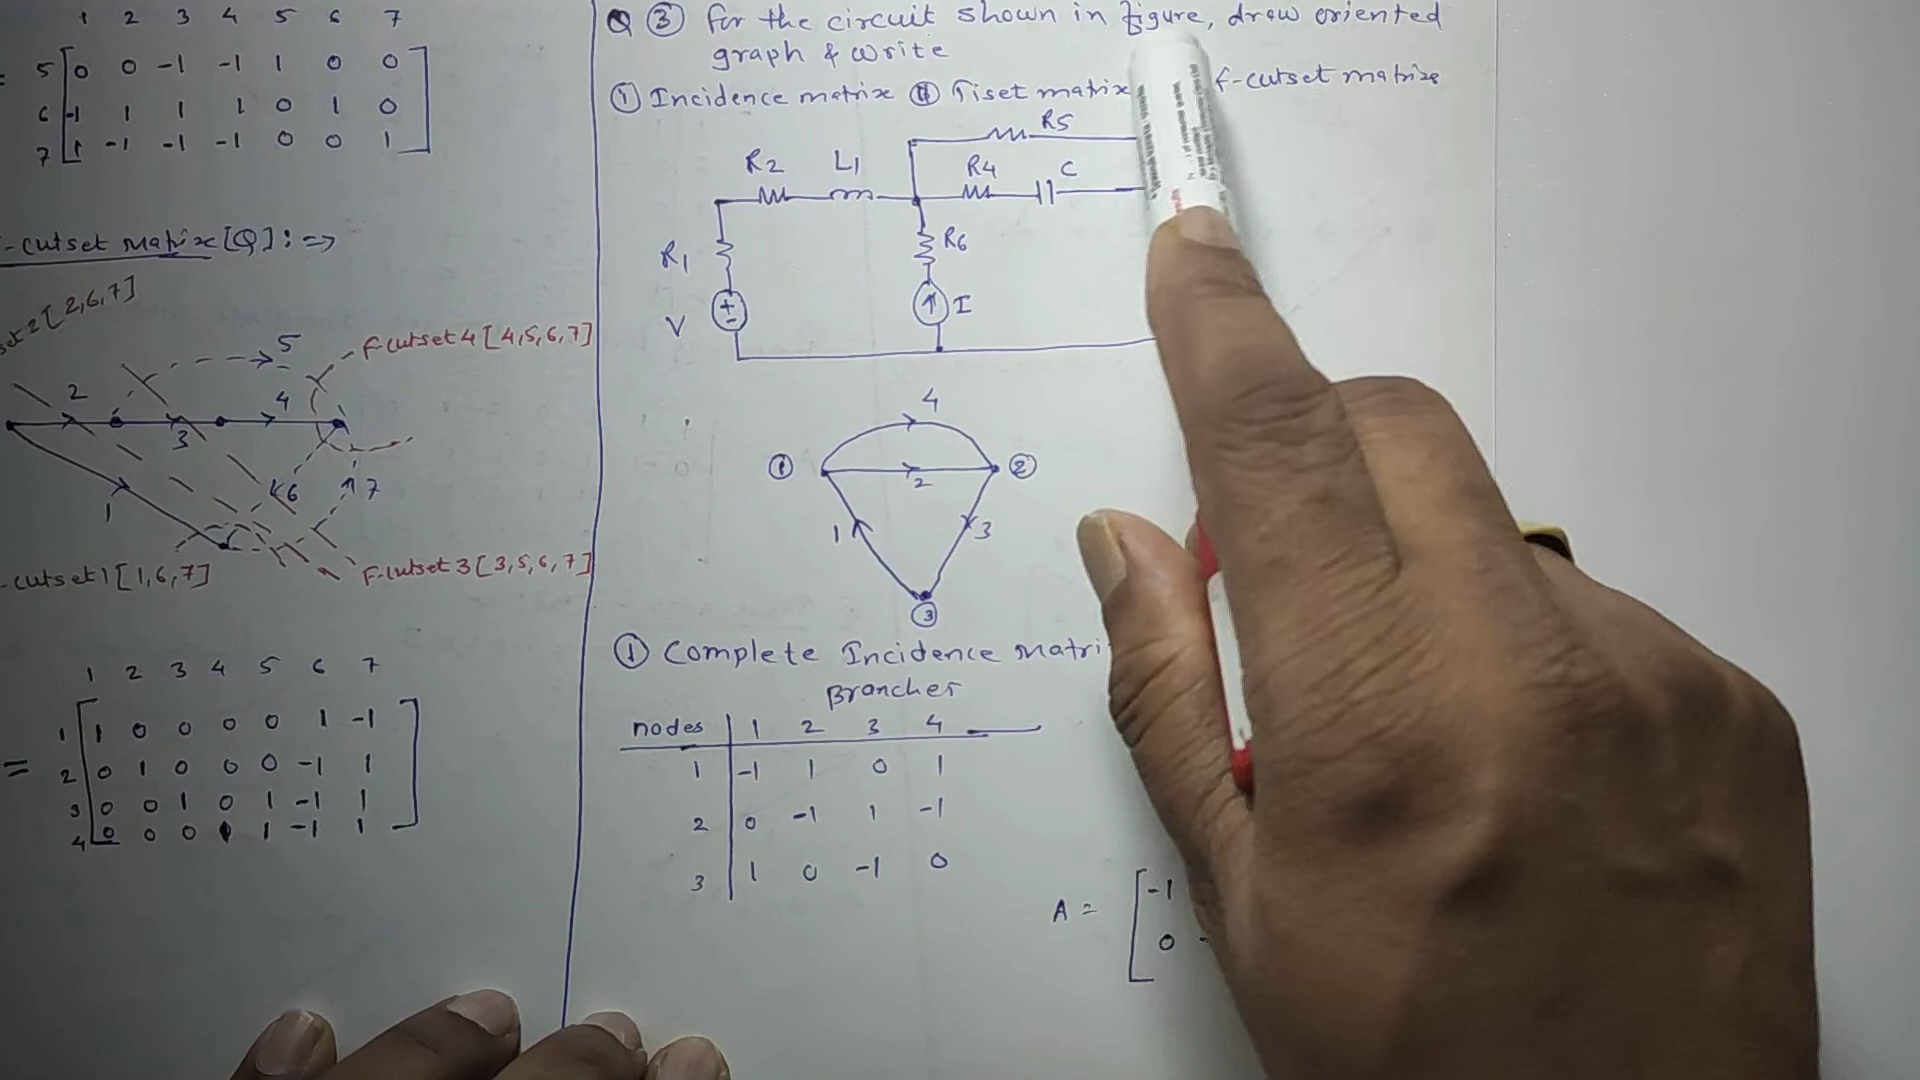 1 2 3 4 5 6 7
= 5 0 0 -1 -1 1 0 0
6 -1 1 1 1 0 1 0
7 1 -1 -1 -1 0 0 1
-cutset matrix [Q] : =>
set 2 [2,6,7]
5
F-cutset 4 [4,5,6,7]
2
4
3
6
7
1
-cutset 1 [1,6,7]
F-cutset 3 [3,5,6,7]
1 2 3 4 5 6 7
1 1 0 0 0 0 1 -1
= 2 0 1 0 0 0 -1 1
3 0 0 1 0 1 -1 1
4 0 0 0 1 1 -1 1
Q ③ for the circuit shown in figure, draw oriented
graph & write
① Incidence matrix ⑪ Tiset matrix f-cutset matrix
R5
R2 L1 R4 C
R1
R6
V
+
-
I
4
① ②
2
1 3
③
① Complete Incidence matri
Branches
nodes 1 2 3 4
1 -1 1 0 1
2 0 -1 1 -1
3 1 0 -1 0
A = -1
0 -